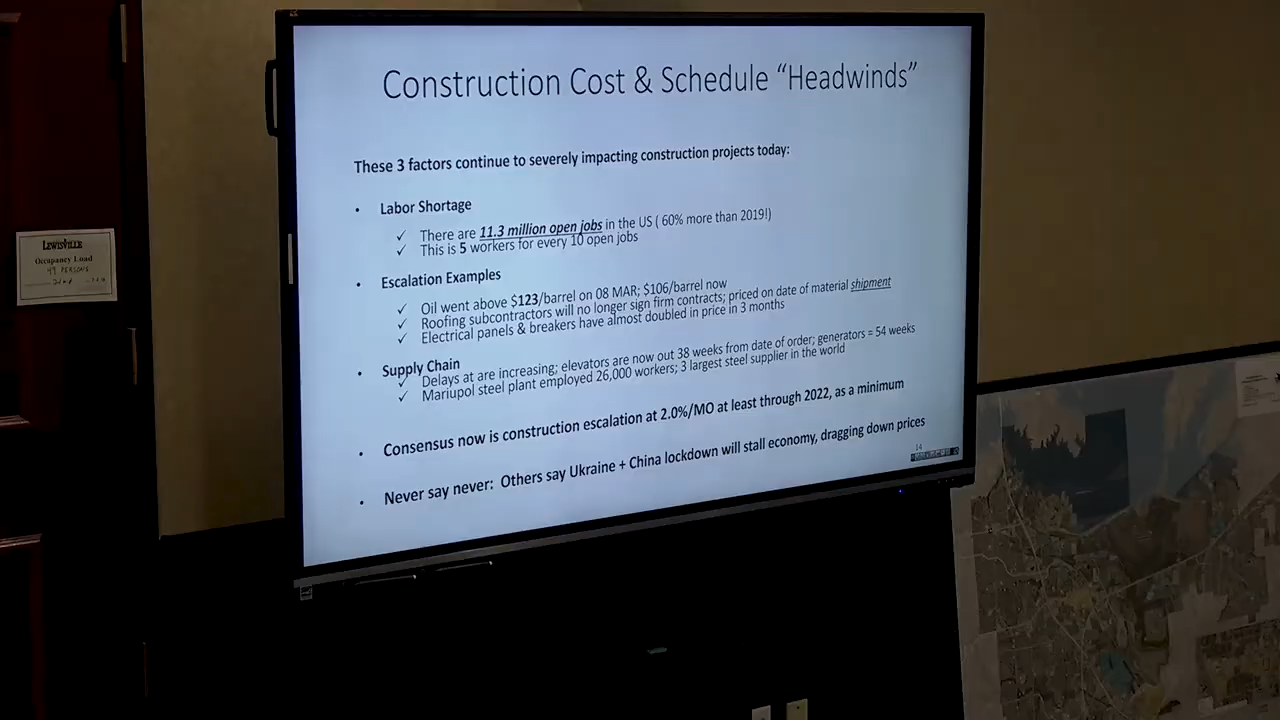 Construction Cost & Schedule “Headwinds”
These 3 factors continue to severely impacting construction projects today:
• Labor Shortage
✓ There are 11.3 million open jobs in the US ( 60% more than 2019!)
✓ This is 5 workers for every 10 open jobs
• Escalation Examples
✓ Oil went above $123/barrel on 08 MAR; $106/barrel now
✓ Roofing subcontractors will no longer sign firm contracts; priced on date of material shipment
✓ Electrical panels & breakers have almost doubled in price in 3 months
• Supply Chain
✓ Delays at are increasing; elevators are now out 38 weeks from date of order; generators = 54 weeks
✓ Mariupol steel plant employed 26,000 workers; 3 largest steel supplier in the world
• Consensus now is construction escalation at 2.0%/MO at least through 2022, as a minimum
• Never say never: Others say Ukraine + China lockdown will stall economy, dragging down prices
14
LEWISVILLE
Occupancy Load
49 PERSONS